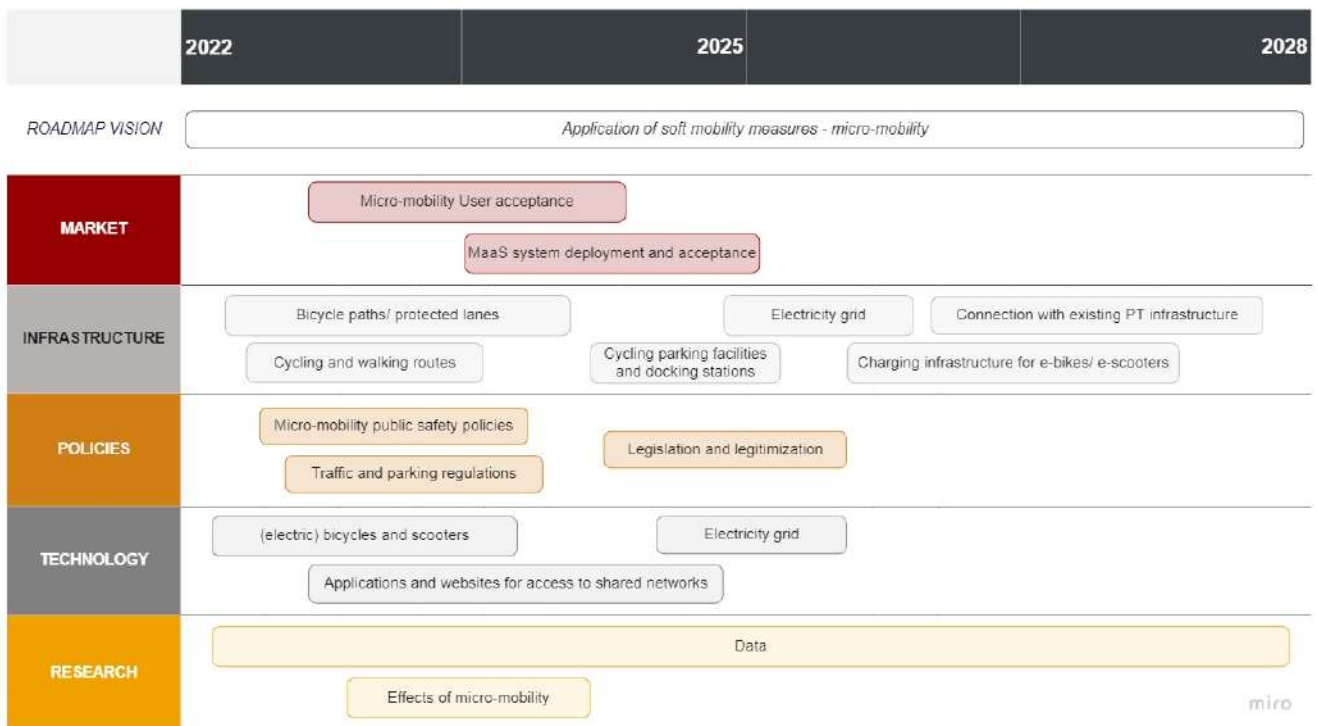 2022 2025 2028
ROADMAP VISION
Application of soft mobility measures - micro-mobility
MARKET
Micro-mobility User acceptance
MaaS system deployment and acceptance
INFRASTRUCTURE
Bicycle paths/ protected lanes
Electricity grid
Connection with existing PT infrastructure
Cycling and walking routes
Cycling parking facilities
and docking stations
Charging infrastructure for e-bikes/ e-scooters
POLICIES
Micro-mobility public safety policies
Legislation and legitimization
Traffic and parking regulations
TECHNOLOGY
(electric) bicycles and scooters
Electricity grid
Applications and websites for access to shared networks
RESEARCH
Data
Effects of micro-mobility
miro